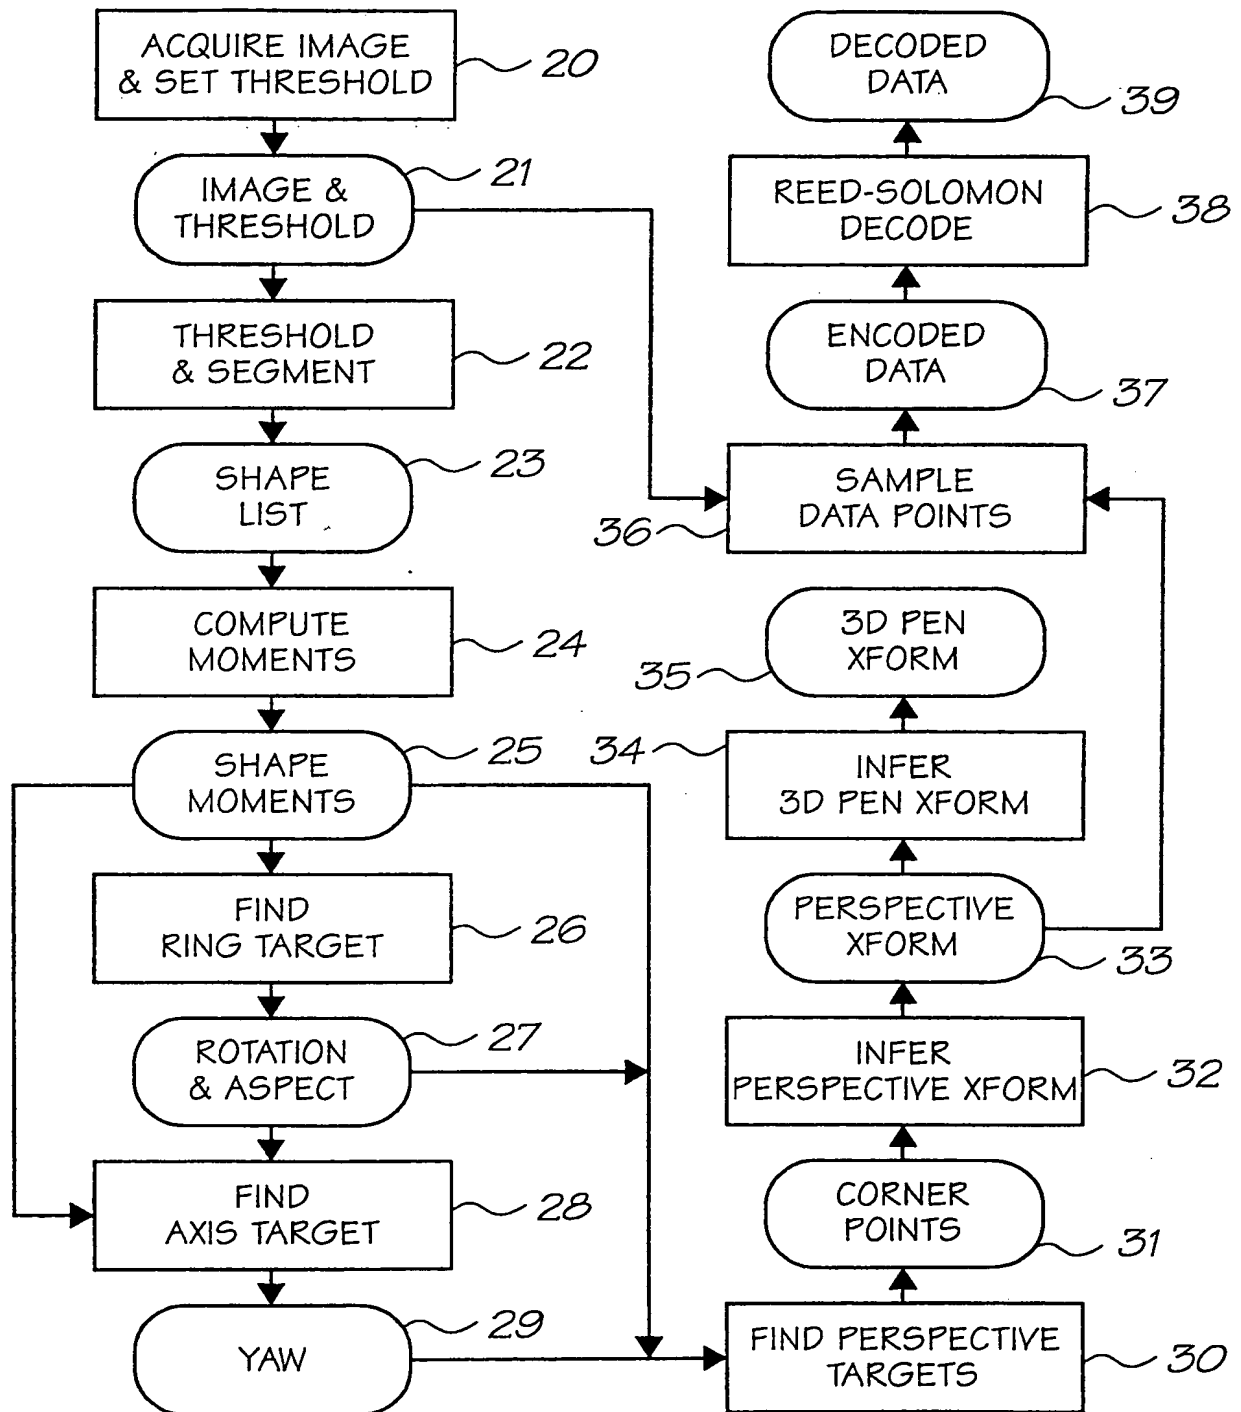 ACQUIRE IMAGE
& SET THRESHOLD
20
IMAGE &
THRESHOLD
21
THRESHOLD
& SEGMENT
22
SHAPE
LIST
23
COMPUTE
MOMENTS
24
SHAPE
MOMENTS
25
FIND
RING TARGET
26
ROTATION
& ASPECT
27
FIND
AXIS TARGET
28
YAW
29
DECODED
DATA
39
REED-SOLOMON
DECODE
38
ENCODED
DATA
37
SAMPLE
DATA POINTS
36
3D PEN
XFORM
35
INFER
3D PEN XFORM
34
PERSPECTIVE
XFORM
33
INFER
PERSPECTIVE XFORM
32
CORNER
POINTS
31
FIND PERSPECTIVE
TARGETS
30